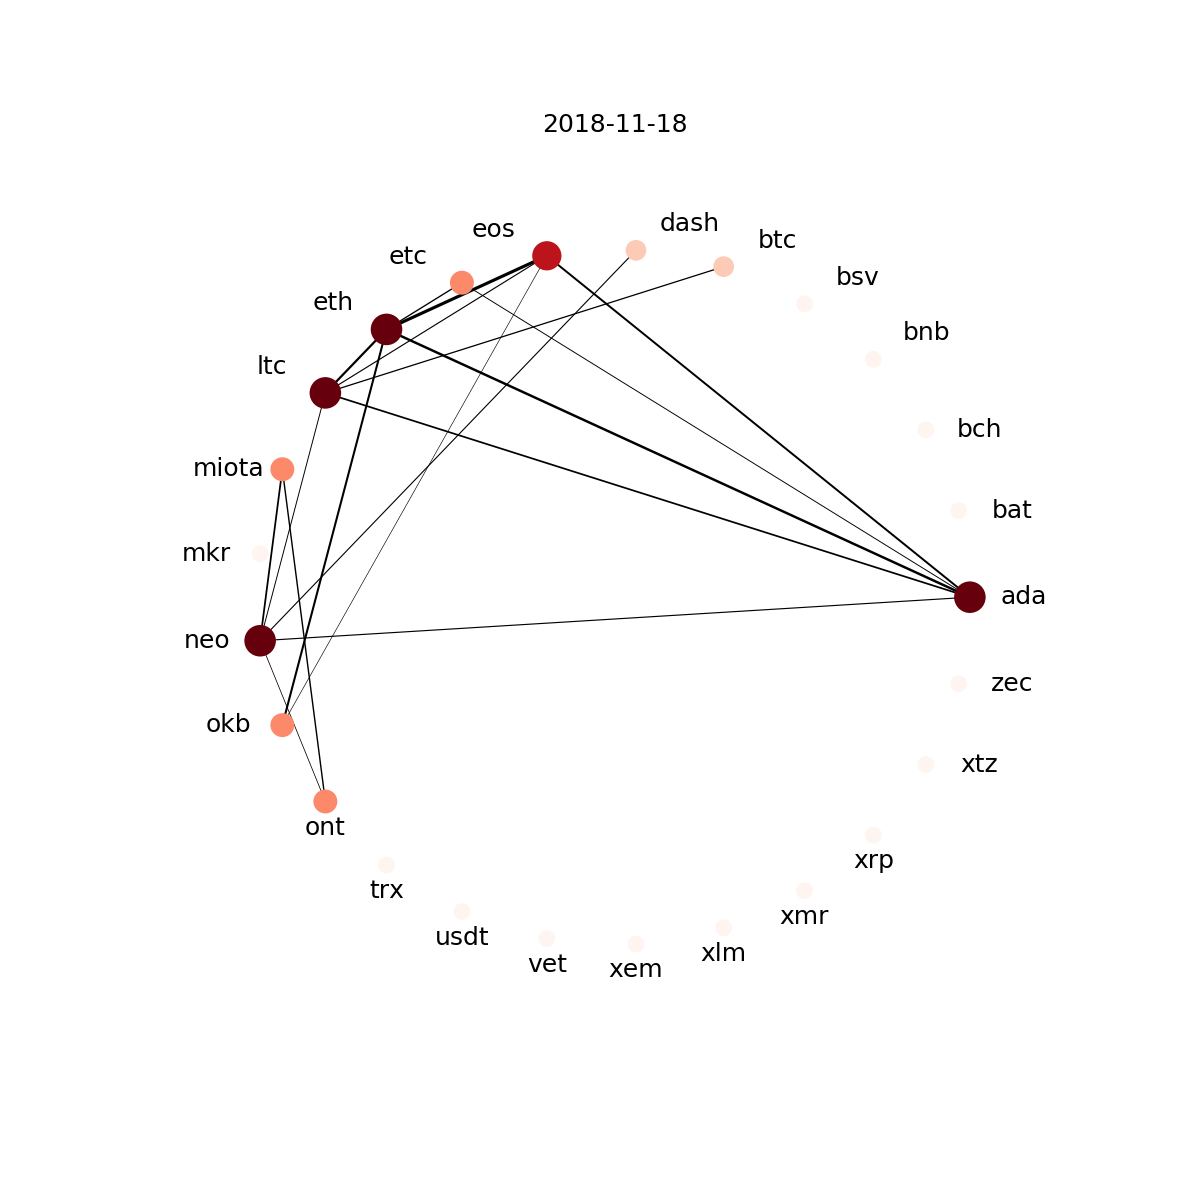 2018-11-18
dash
eos
btc
etc
bsv
eth
bnb
ltc
bch
miota
bat
mkr
ada
neo
zec
okb
xtz
ont
xrp
trx
xmr
usdt
xlm
vet
xem